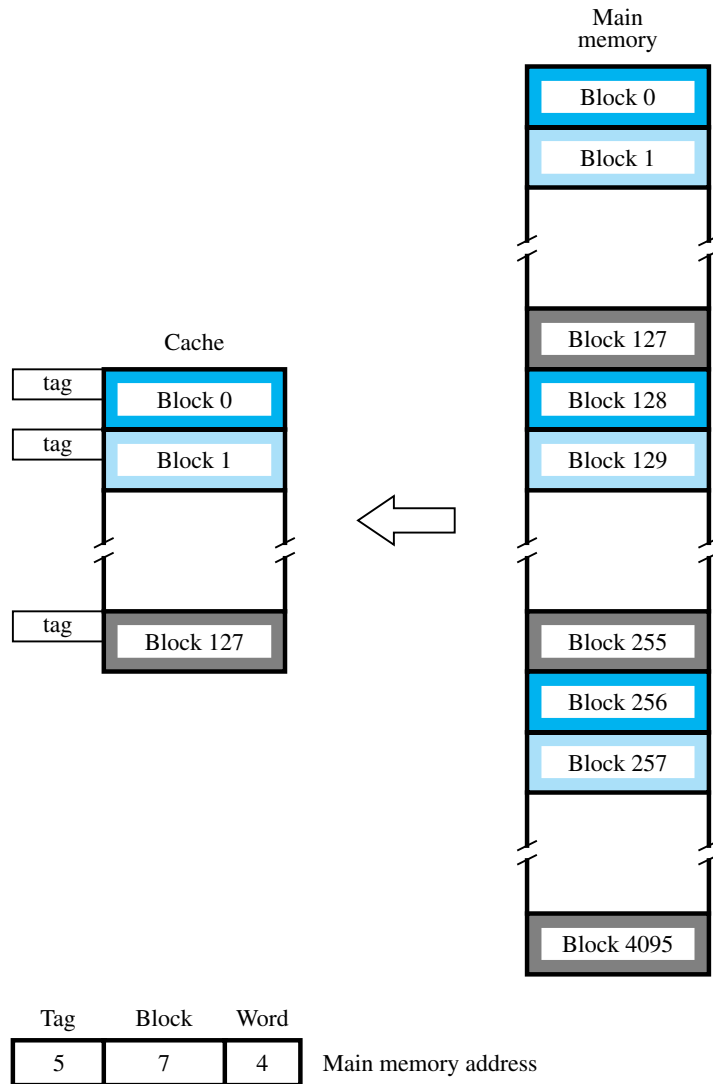 Main
memory
Block 0
Block 1
Block 127
Cache
tag
Block 0
Block 128
tag
Block 1
Block 129
tag
Block 127
Block 255
Block 256
Block 257
Block 4095
Tag Block Word
5 7 4 Main memory address